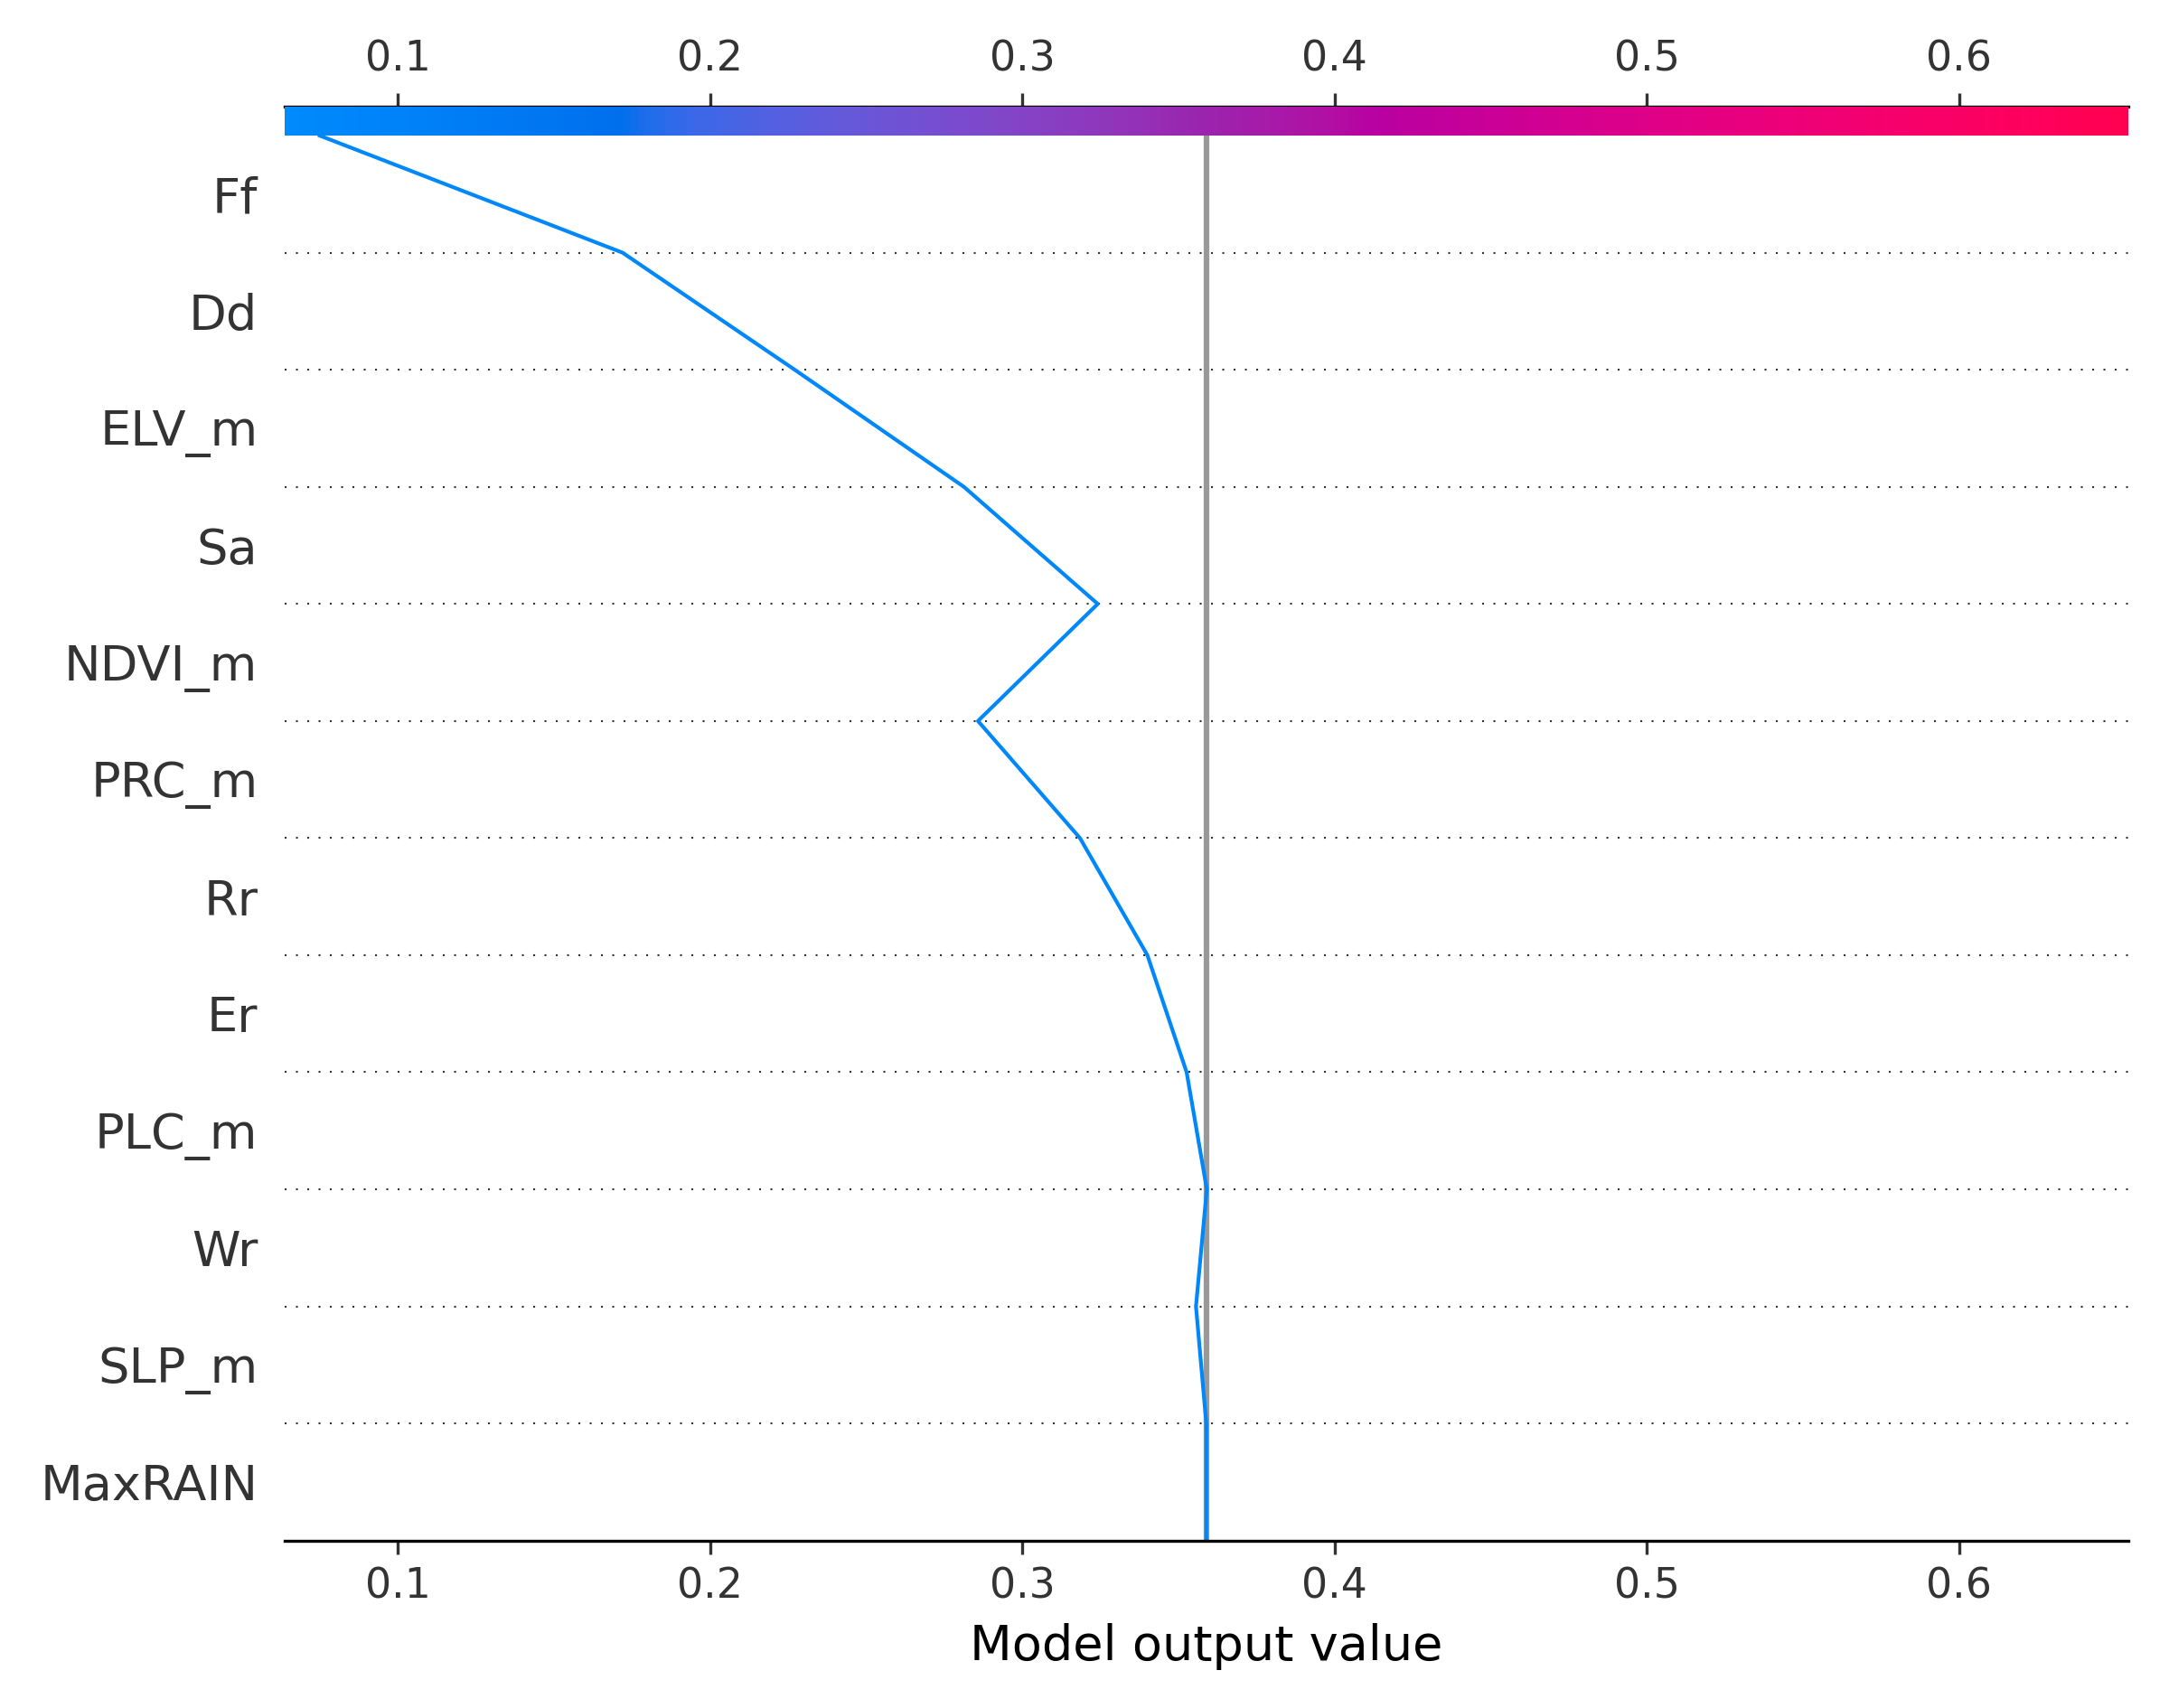 0.1 0.2 0.3 0.4 0.5 0.6
Ff
Dd
ELV_m
Sa
NDVI_m
PRC_m
Rr
Er
PLC_m
Wr
SLP_m
MaxRAIN
0.1 0.2 0.3 0.4 0.5 0.6
Model output value